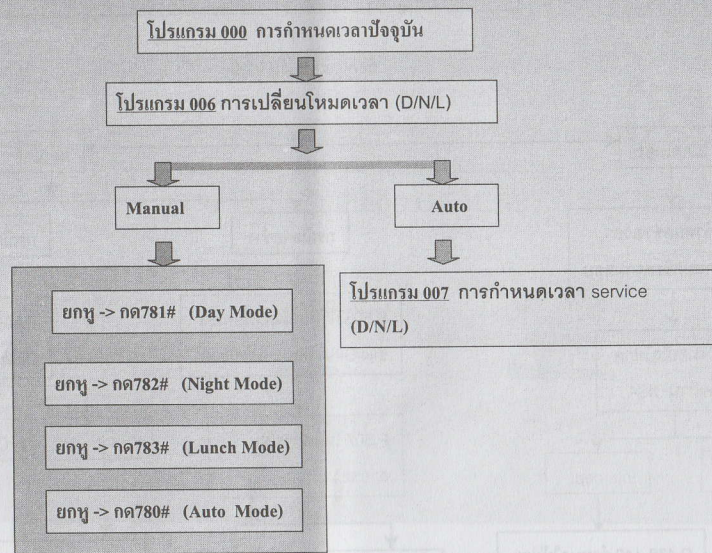 โปรแกรม 000 การกำหนดเวลาปัจจุบัน
โปรแกรม 006 การเปลี่ยนโหมดเวลา (D/N/L)
Manual
Auto
โปรแกรม 007 การกำหนดเวลา service
(D/N/L)
ยกหู -> กด781# (Day Mode)
ยกหู -> กด782# (Night Mode)
ยกหู -> กด783# (Lunch Mode)
ยกหู -> กด780# (Auto Mode)